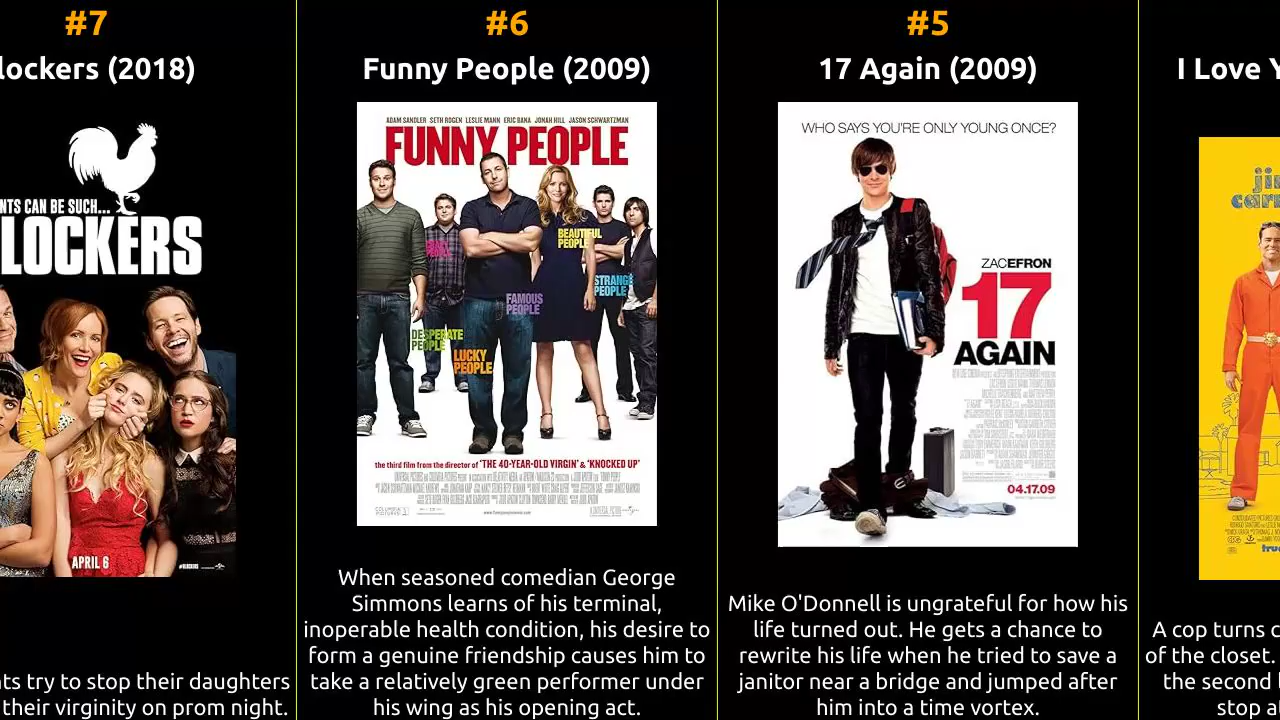 #7
lockers (2018)
NTS CAN BE SUCH...
LOCKERS
APRIL 6
#BLOCKERS
nts try to stop their daughters
their virginity on prom night.
#6
Funny People (2009)
ADAM SANDLER SETH ROGEN LESLIE MANN ERIC BANA JONAH HILL JASON SCHWARTZMAN
FUNNY PEOPLE
CRAZY
PEOPLE
BEAUTIFUL
PEOPLE
STRANGE
PEOPLE
FAMOUS
PEOPLE
DESPERATE
PEOPLE
LUCKY
PEOPLE
the third film from the director of 'THE 40-YEAR-OLD VIRGIN' & 'KNOCKED UP'
When seasoned comedian George
Simmons learns of his terminal,
inoperable health condition, his desire to
form a genuine friendship causes him to
take a relatively green performer under
his wing as his opening act.
#5
17 Again (2009)
WHO SAYS YOU'RE ONLY YOUNG ONCE?
ZACEFRON
17
AGAIN
04.17.09
Mike O'Donnell is ungrateful for how his
life turned out. He gets a chance to
rewrite his life when he tried to save a
janitor near a bridge and jumped after
him into a time vortex.
I Love Y
ji
car
A cop turns c
of the closet.
the second
stop a